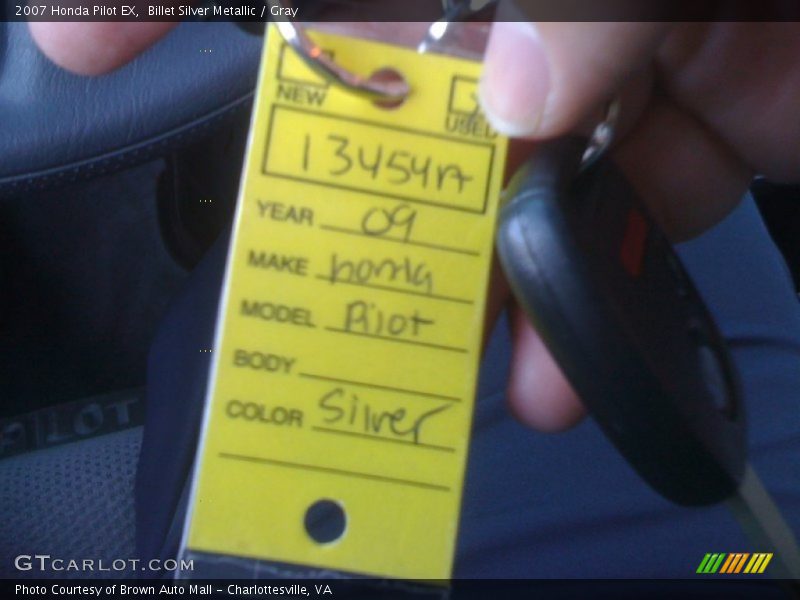 2007 Honda Pilot EX, Billet Silver Metallic / Gray
NEW
USED
13454A
YEAR 09
MAKE honda
MODEL Pilot
BODY
COLOR Silver
PILOT
GTCARLOT.COM
Photo Courtesy of Brown Auto Mall - Charlottesville, VA